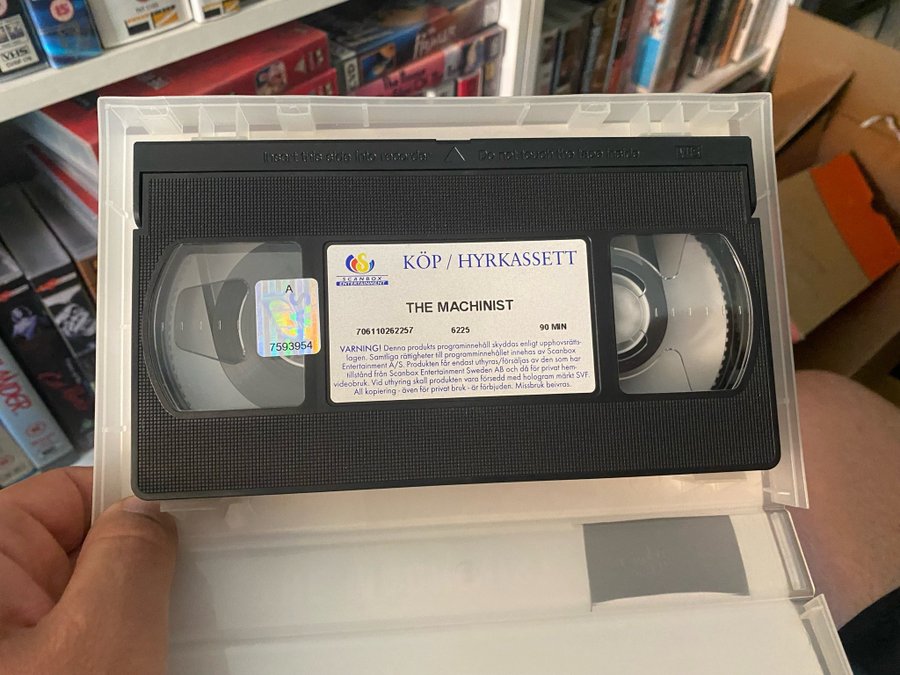 15
VHS
Insert this side into recorder △ Do not touch the tape inside VHS
SCANBOX
ENTERTAINMENT
KÖP / HYRKASSETT
THE MACHINIST
706110262257 6225 90 MIN
VARNING! Denna produkts programinnehåll skyddas enligt upphovsrätts-
lagen. Samtliga rättigheter till programminnehållet innehas av Scanbox
Entertainment A/S. Produkten får endast uthyras/försäljas av den som har
tillstånd från Scanbox Entertainment Sweden AB och då för privat hem-
videobruk. Vid uthyring skall produkten vara försedd med hologram märkt SVF.
All kopiering - även för privat bruk - är förbjuden. Missbruk beivras.
A
7593954